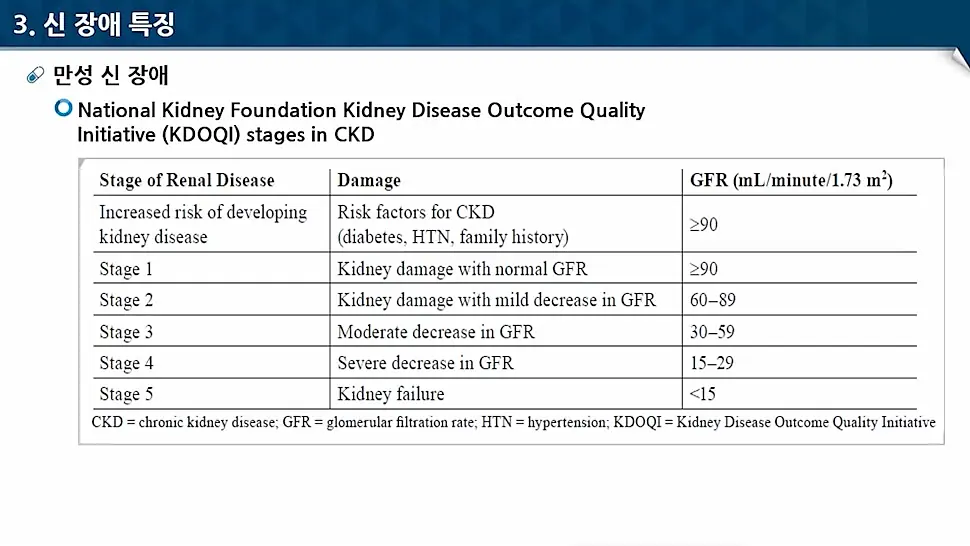 3. 신 장애 특징
만성 신 장애
National Kidney Foundation Kidney Disease Outcome Quality
Initiative (KDOQI) stages in CKD
Stage of Renal Disease Damage GFR (mL/minute/1.73 m²)
Increased risk of developing kidney disease Risk factors for CKD (diabetes, HTN, family history) ≥90
Stage 1 Kidney damage with normal GFR ≥90
Stage 2 Kidney damage with mild decrease in GFR 60–89
Stage 3 Moderate decrease in GFR 30–59
Stage 4 Severe decrease in GFR 15–29
Stage 5 Kidney failure <15
CKD = chronic kidney disease; GFR = glomerular filtration rate; HTN = hypertension; KDOQI = Kidney Disease Outcome Quality Initiative